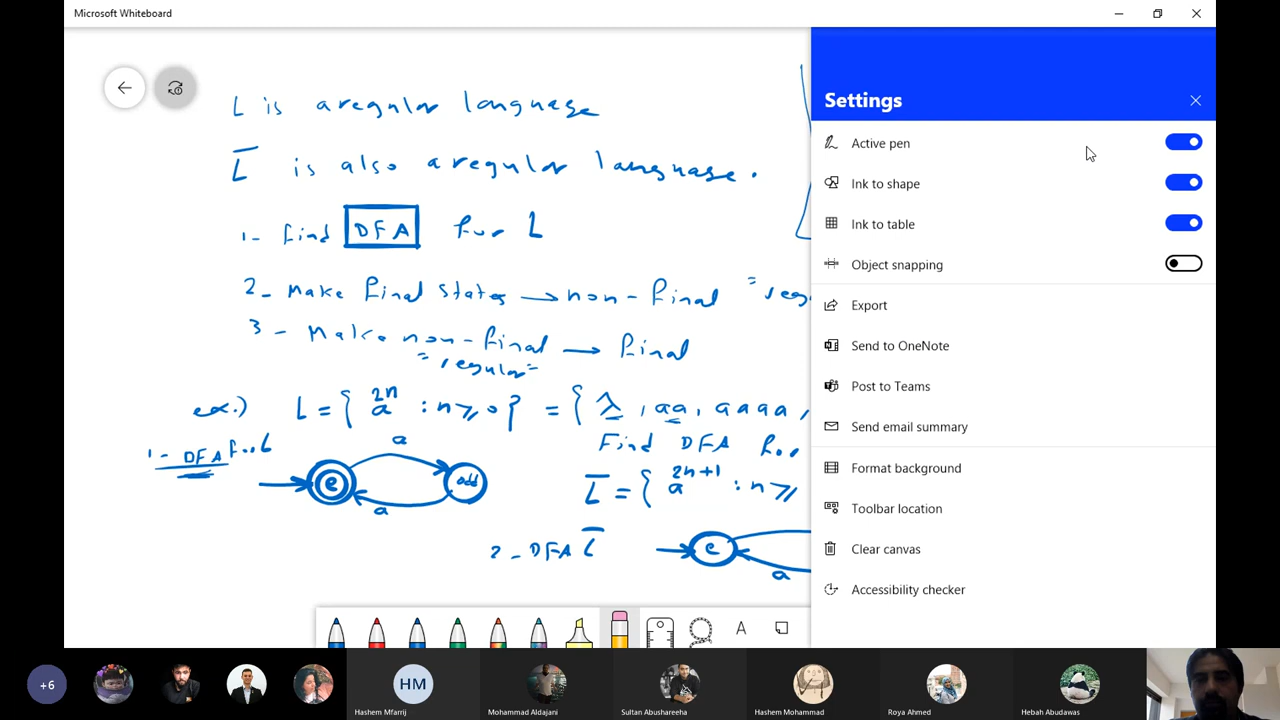 Microsoft Whiteboard
L is a regular language
L̅ is also a regular language.
1- find DFA for L
2- Make final states → non-final
3- Make non-final → final
"regular"
ex.) L = { a^2n : n ≥ 0 } = { λ, aa, aaaa,
Find DFA for
1- DFA for L
a
e
odd
a
L̅ = { a^2n+1 : n ≥
2- DFA L̅
e
a
Settings
Active pen
Ink to shape
Ink to table
Object snapping
Export
Send to OneNote
Post to Teams
Send email summary
Format background
Toolbar location
Clear canvas
Accessibility checker
A
+6
HM
Hashem Mfarrij
Mohammad Aldajani
Sultan Abushareeha
Hashem Mohammad
Roya Ahmed
Hebah Abudawas